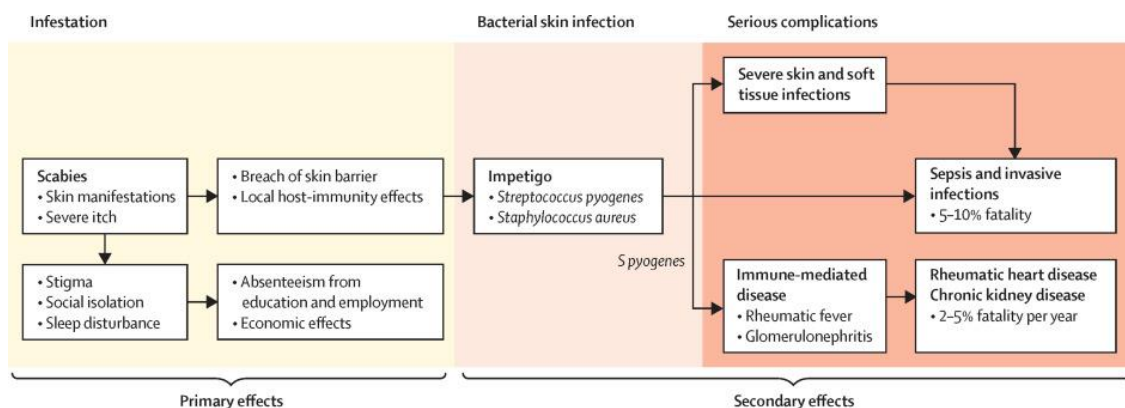 Infestation
Bacterial skin infection
Serious complications
Severe skin and soft
tissue infections
Scabies
• Skin manifestations
• Severe itch
• Breach of skin barrier
• Local host-immunity effects
Impetigo
• Streptococcus pyogenes
• Staphylococcus aureus
Sepsis and invasive
infections
• 5–10% fatality
S pyogenes
• Stigma
• Social isolation
• Sleep disturbance
• Absenteeism from
education and employment
• Economic effects
Immune-mediated
disease
• Rheumatic fever
• Glomerulonephritis
Rheumatic heart disease
Chronic kidney disease
• 2–5% fatality per year
Primary effects
Secondary effects